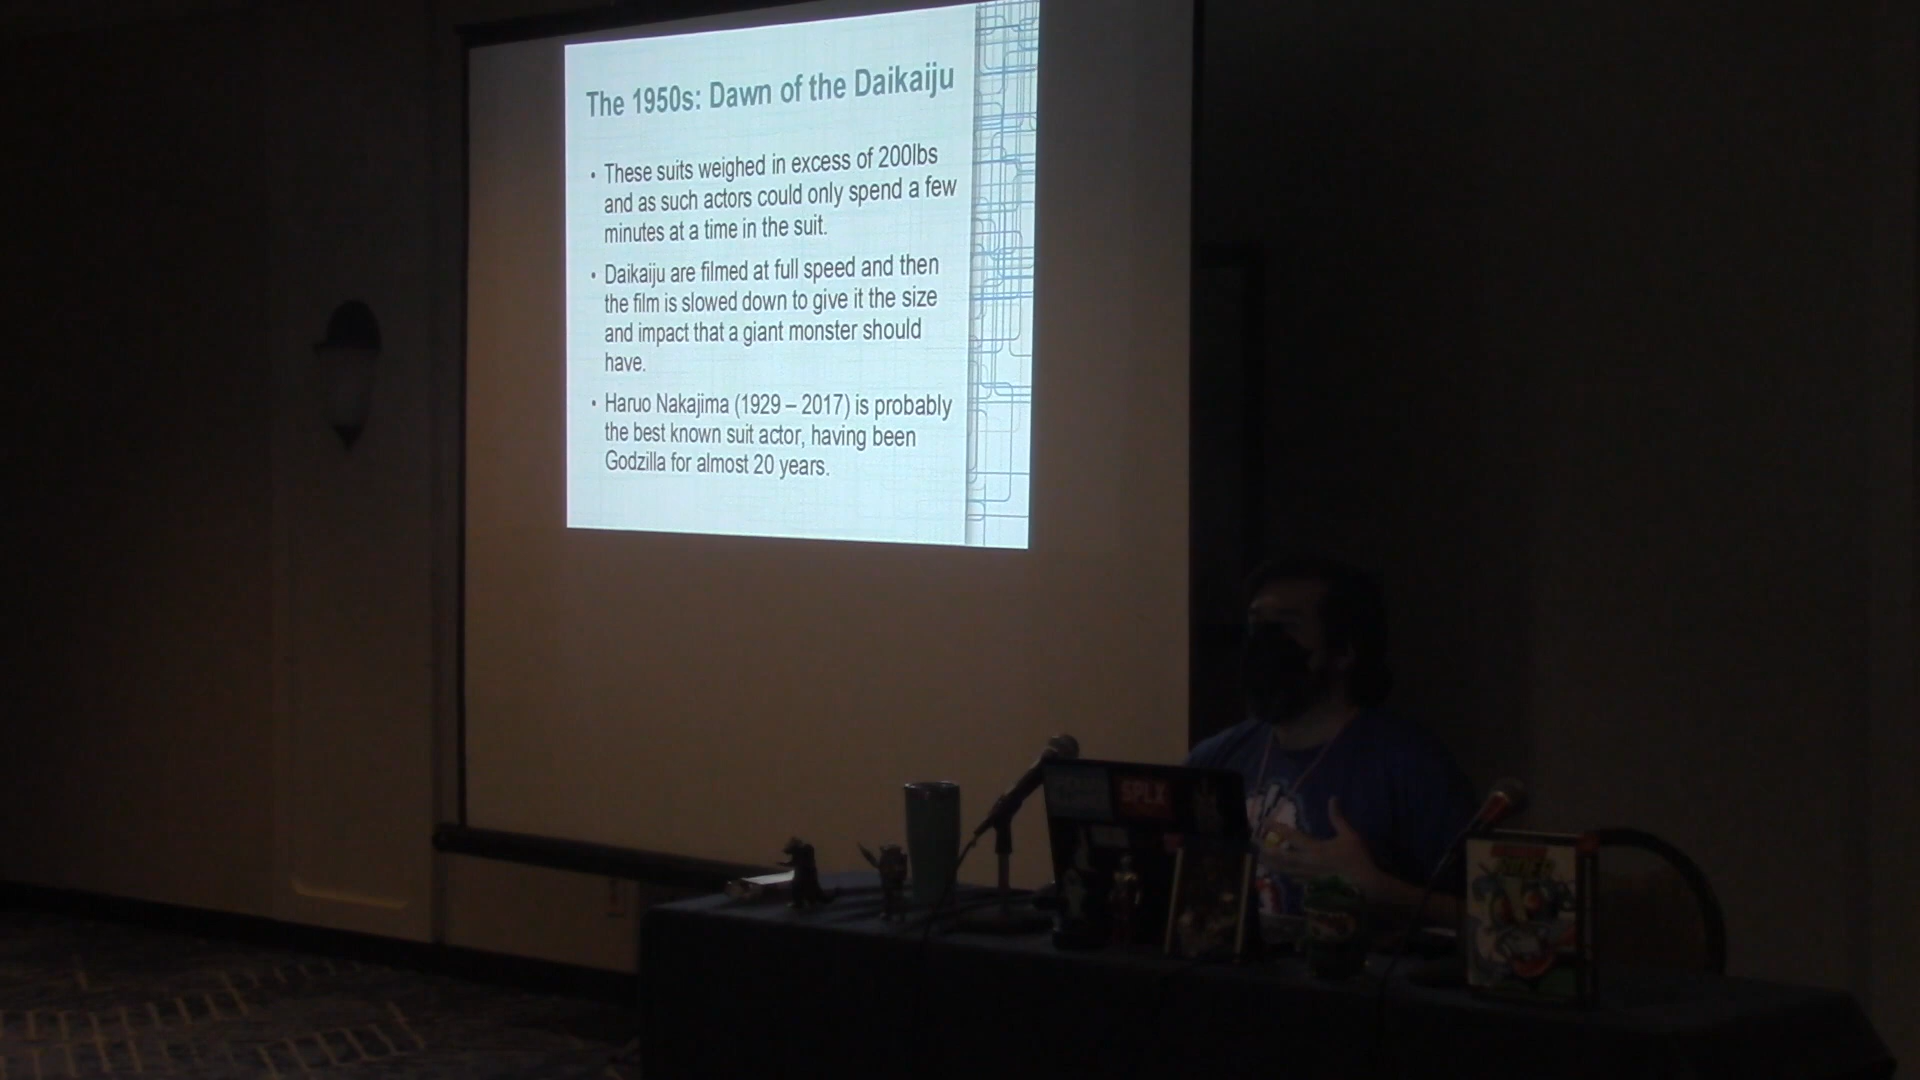 The 1950s: Dawn of the Daikaiju
• These suits weighed in excess of 200lbs
and as such actors could only spend a few
minutes at a time in the suit.
• Daikaiju are filmed at full speed and then
the film is slowed down to give it the size
and impact that a giant monster should
have.
• Haruo Nakajima (1929 – 2017) is probably
the best known suit actor, having been
Godzilla for almost 20 years.
SPLX